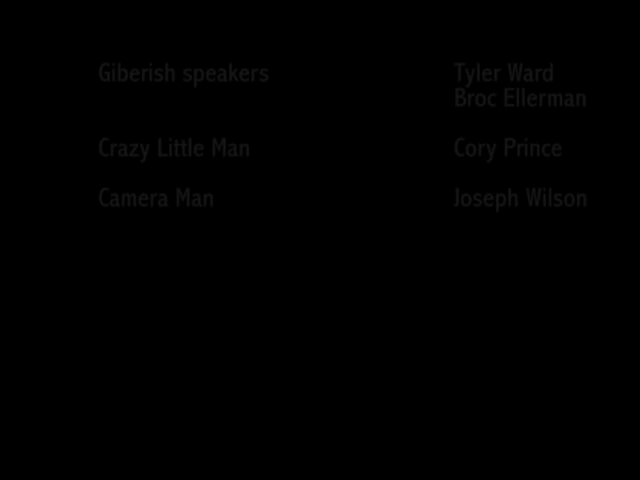 Giberish speakers Tyler Ward
Broc Ellerman
Crazy Little Man Cory Prince
Camera Man Joseph Wilson